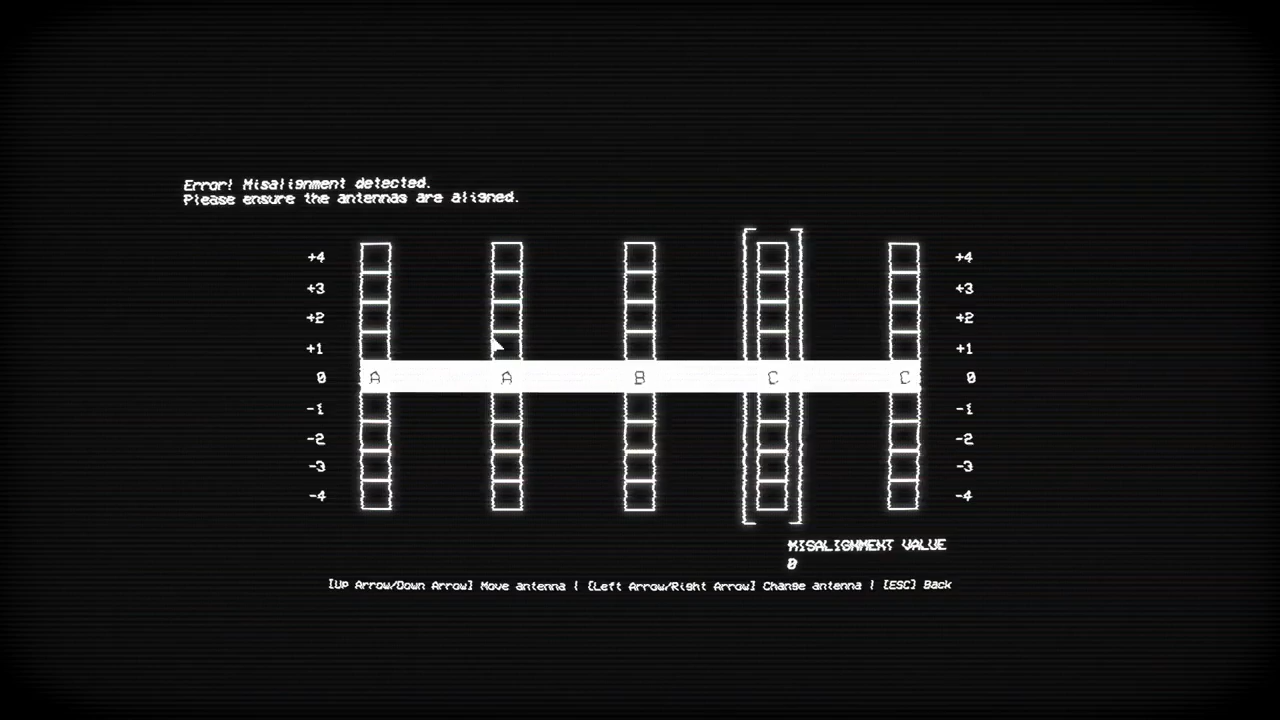 Error! Misalignment detected.
Please ensure the antennas are aligned.
+4 +4
+3 +3
+2 +2
+1 +1
0 A A B C C 0
-1 -1
-2 -2
-3 -3
-4 -4
MISALIGNMENT VALUE
0
[Up Arrow/Down Arrow] Move antenna | [Left Arrow/Right Arrow] Change antenna | [ESC] Back